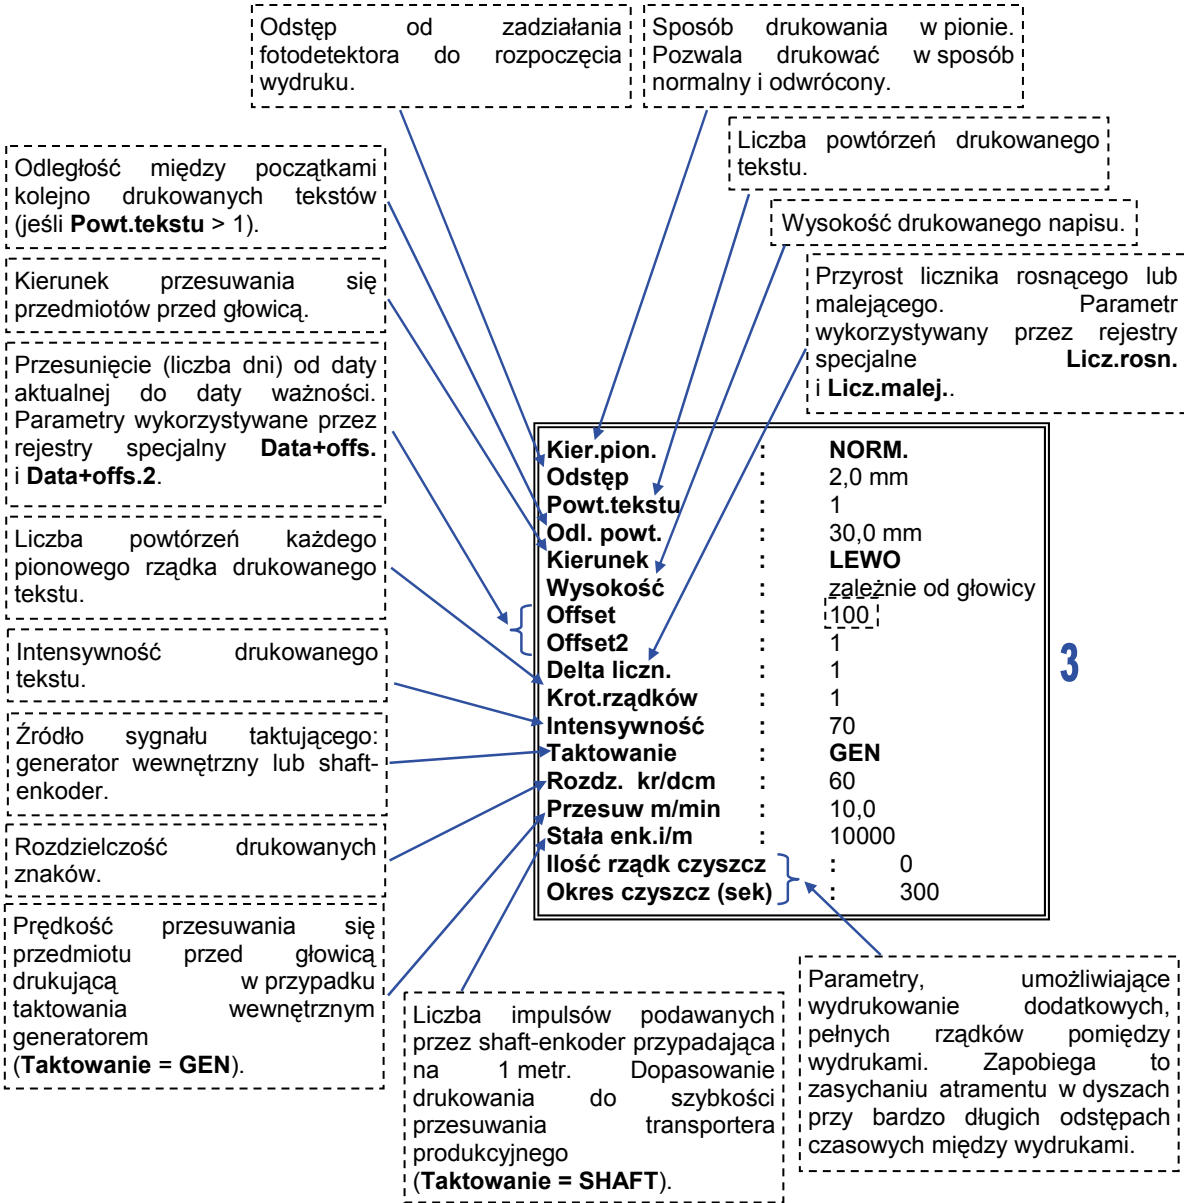 Odstęp od zadziałania
fotodetektora do rozpoczęcia
wydruku.
Sposób drukowania w pionie.
Pozwala drukować w sposób
normalny i odwrócony.
Liczba powtórzeń drukowanego
tekstu.
Wysokość drukowanego napisu.
Przyrost licznika rosnącego lub
malejącego. Parametr
wykorzystywany przez rejestry
specjalne Licz.rosn.
i Licz.malej..
Odległość między początkami
kolejno drukowanych tekstów
(jeśli Powt.tekstu > 1).
Kierunek przesuwania się
przedmiotów przed głowicą.
Przesunięcie (liczba dni) od daty
aktualnej do daty ważności.
Parametry wykorzystywane przez
rejestry specjalny Data+offs.
i Data+offs.2.
Liczba powtórzeń każdego
pionowego rządka drukowanego
tekstu.
Intensywność drukowanego
tekstu.
Źródło sygnału taktującego:
generator wewnętrzny lub shaft-
enkoder.
Rozdzielczość drukowanych
znaków.
Prędkość przesuwania się
przedmiotu przed głowicą
drukującą w przypadku
taktowania wewnętrznym
generatorem
(Taktowanie = GEN).
Kier.pion. : NORM.
Odstęp : 2,0 mm
Powt.tekstu : 1
Odl. powt. : 30,0 mm
Kierunek : LEWO
Wysokość : zależnie od głowicy
Offset : 100
Offset2 : 1
Delta liczn. : 1
Krot.rządków : 1
Intensywność : 70
Taktowanie : GEN
Rozdz. kr/dcm : 60
Przesuw m/min : 10,0
Stała enk.i/m : 10000
Ilość rządk czyszcz : 0
Okres czyszcz (sek) : 300
3
Liczba impulsów podawanych
przez shaft-enkoder przypadająca
na 1 metr. Dopasowanie
drukowania do szybkości
przesuwania transportera
produkcyjnego
(Taktowanie = SHAFT).
Parametry, umożliwiające
wydrukowanie dodatkowych,
pełnych rządków pomiędzy
wydrukami. Zapobiega to
zasychaniu atramentu w dyszach
przy bardzo długich odstępach
czasowych między wydrukami.